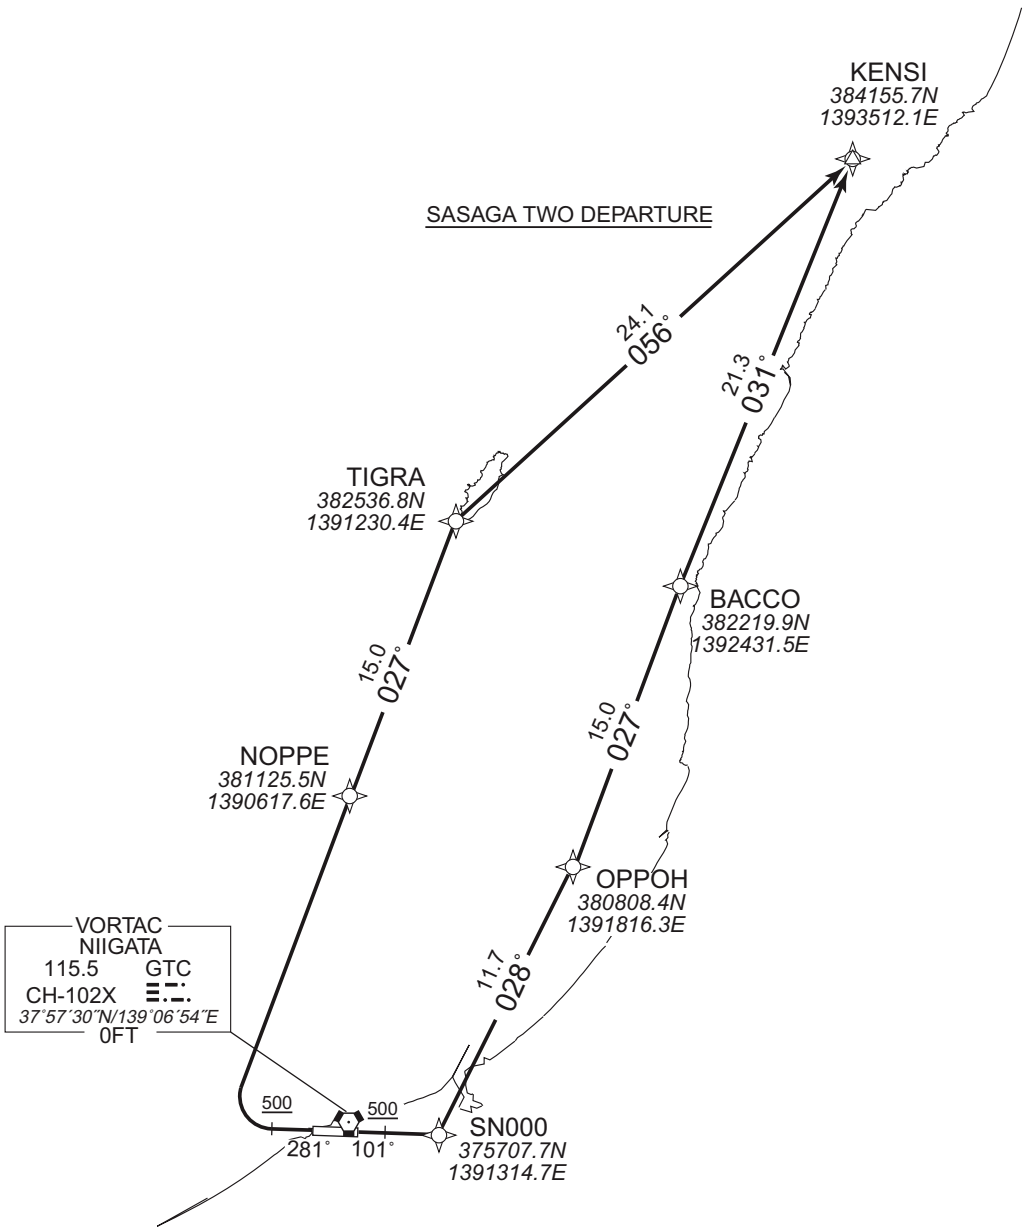 KENSI
384155.7N
1393512.1E
SASAGA TWO DEPARTURE
24.1
056°
21.3
031°
TIGRA
382536.8N
1391230.4E
BACCO
382219.9N
1392431.5E
15.0
027°
15.0
027°
NOPPE
381125.5N
1390617.6E
OPPOH
380808.4N
1391816.3E
VORTAC
NIIGATA
115.5 GTC
CH-102X
37°57´30˝N/139°06´54˝E
0FT
11.7
028°
500
500
281°
101°
SN000
375707.7N
1391314.7E